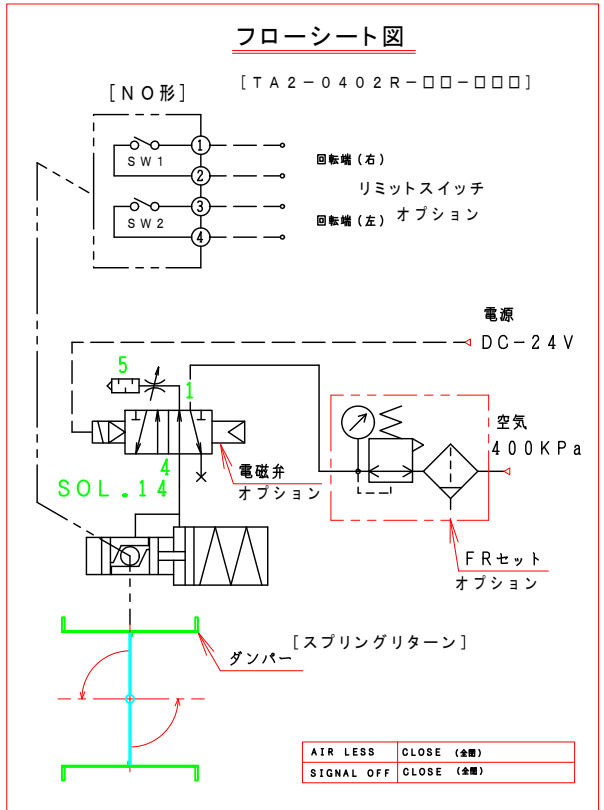 フローシート図
[TA2-0402R-□□-□□□]
[NO形]
1
SW1
2
回転端(右)
リミットスイッチ
オプション
3
SW2
4
回転端(左)
電源
DC-24V
5
1
空気
400KPa
4
SOL.14
電磁弁
オプション
FRセット
オプション
[スプリングリターン]
ダンパー
AIR LESS CLOSE (全閉)
SIGNAL OFF CLOSE (全閉)